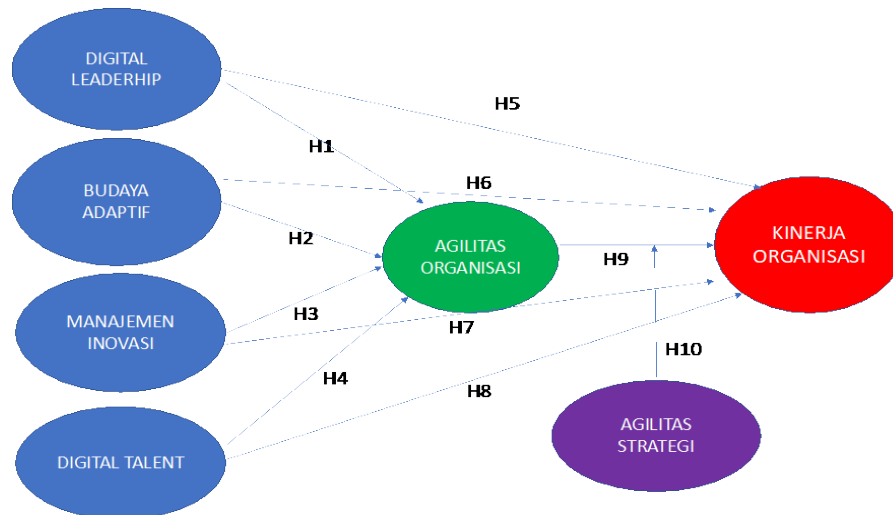 DIGITAL
LEADERHIP
H5
H1
BUDAYA
ADAPTIF
H6
H2
AGILITAS
ORGANISASI
H9
KINERJA
ORGANISASI
MANAJEMEN
INOVASI
H3
H7
H4
H10
H8
DIGITAL TALENT
AGILITAS
STRATEGI